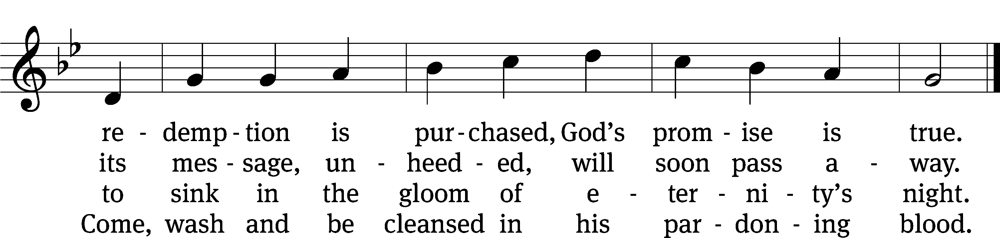 re - demp - tion is pur - chased, God’s prom - ise is true.
its mes - sage, un - heed - ed, will soon pass a - way.
to sink in the gloom of e - ter - ni - ty’s night.
Come, wash and be cleansed in his par - don - ing blood.